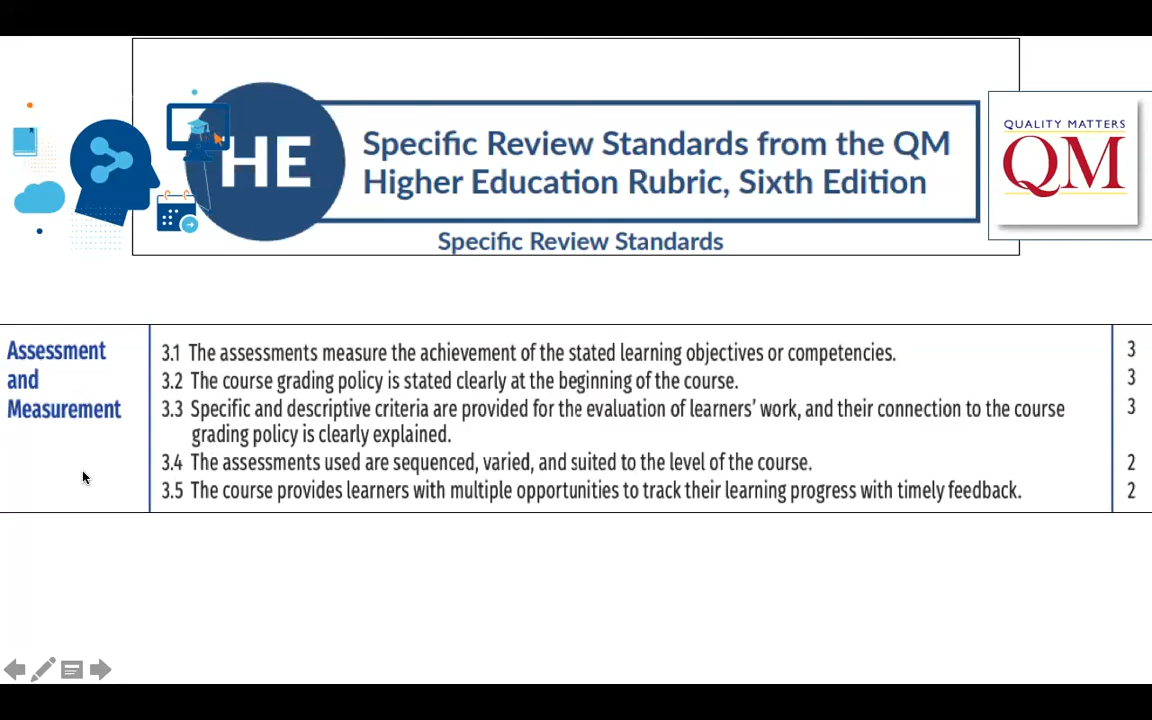 HE
Specific Review Standards from the QM
Higher Education Rubric, Sixth Edition
QUALITY MATTERS
QM
Specific Review Standards
Assessment
and
Measurement
3.1 The assessments measure the achievement of the stated learning objectives or competencies. 3
3.2 The course grading policy is stated clearly at the beginning of the course. 3
3.3 Specific and descriptive criteria are provided for the evaluation of learners' work, and their connection to the course 3
grading policy is clearly explained.
3.4 The assessments used are sequenced, varied, and suited to the level of the course. 2
3.5 The course provides learners with multiple opportunities to track their learning progress with timely feedback. 2